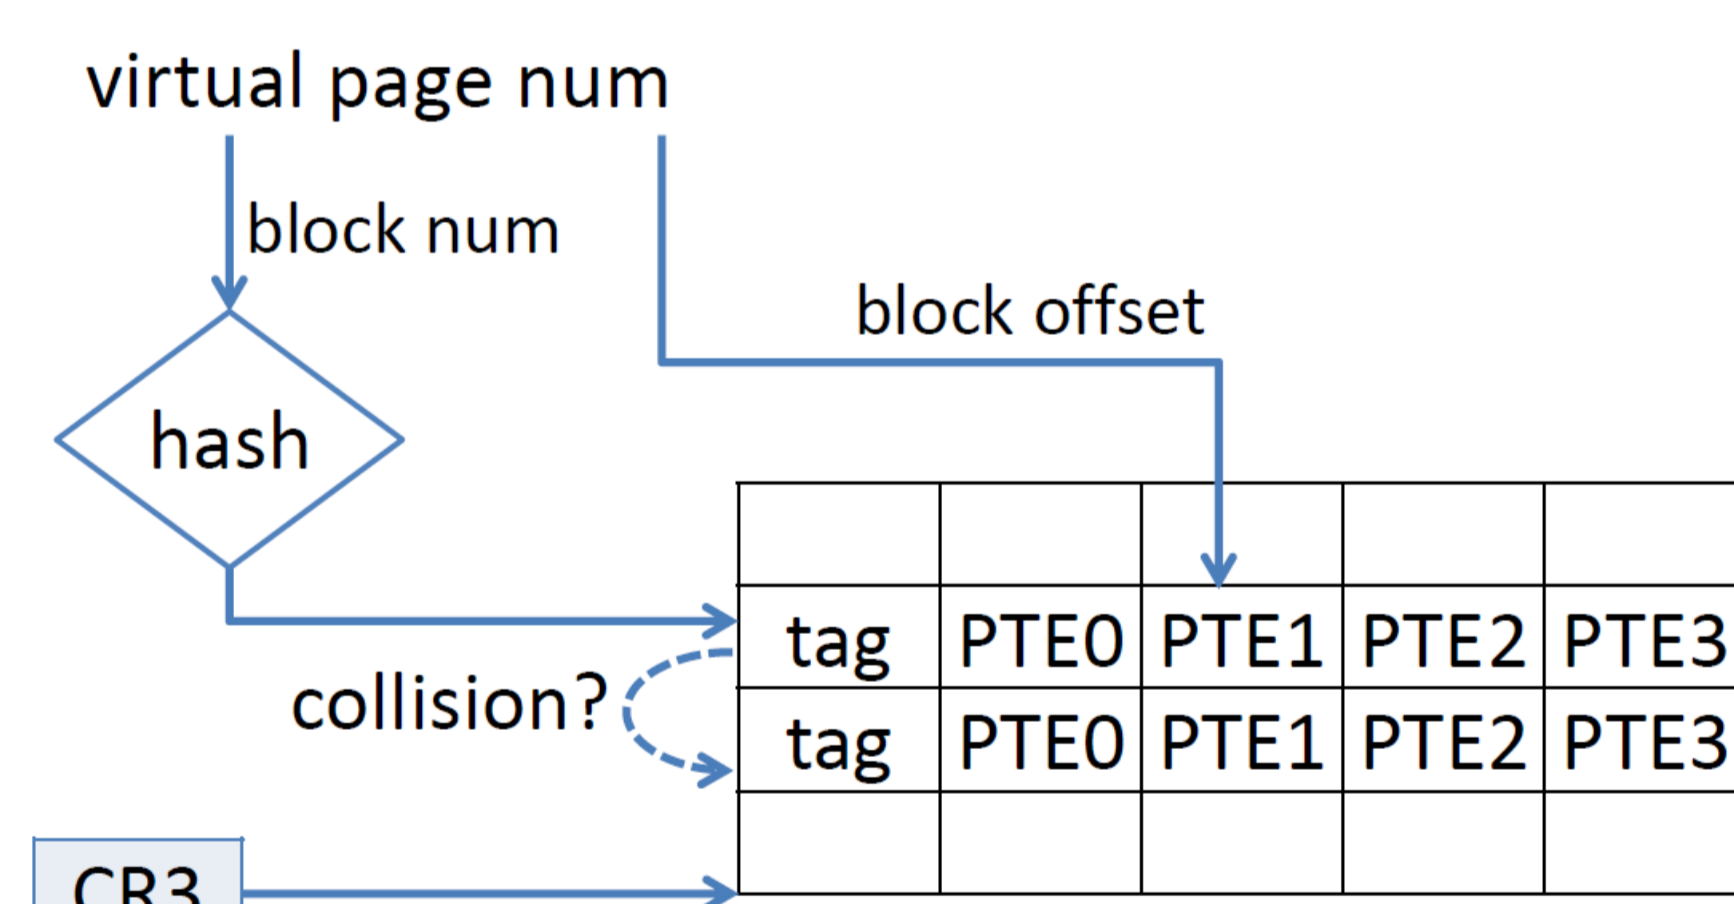 virtual page num
block num
block offset
hash
tag PTE0 PTE1 PTE2 PTE3
collision?
tag PTE0 PTE1 PTE2 PTE3
CR3